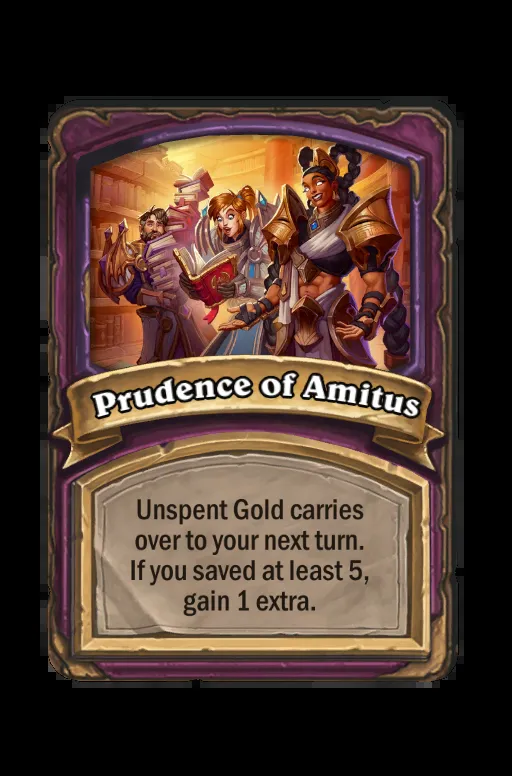 Prudence of Amitus
Unspent Gold carries
over to your next turn.
If you saved at least 5,
gain 1 extra.